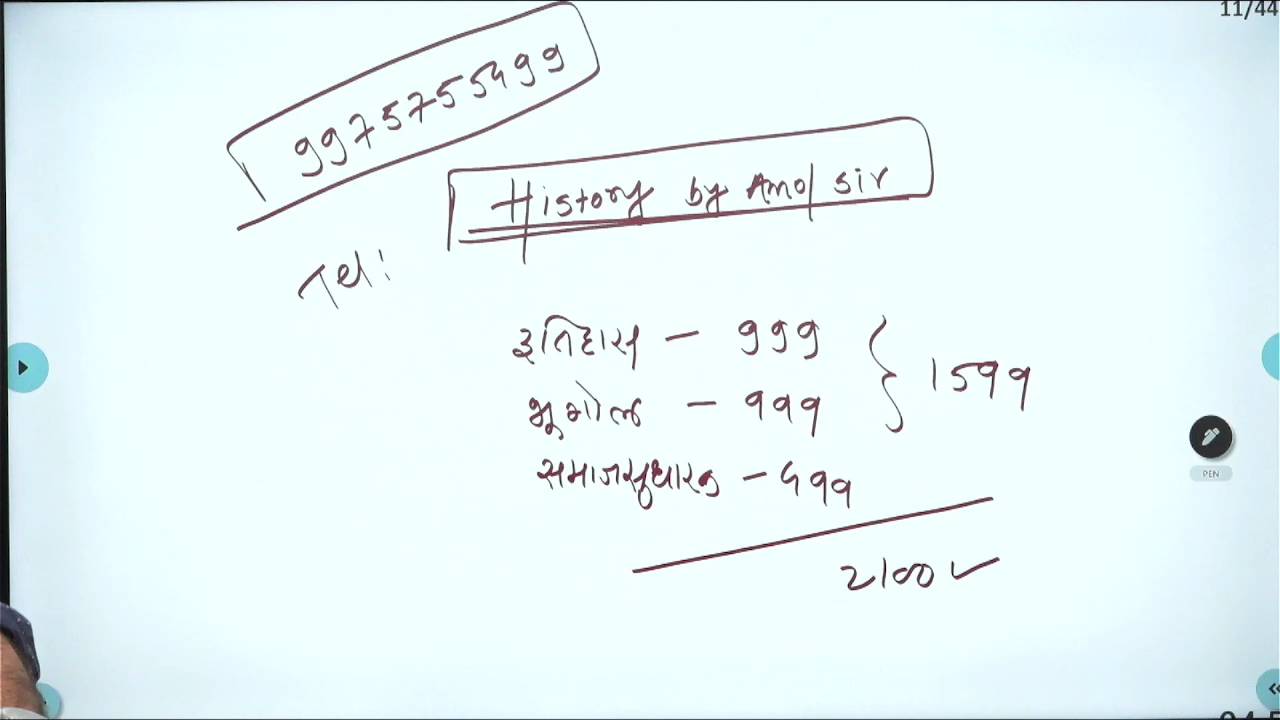 11/44
9975755499
History by Amol sir
Tel:
इतिहास - 999 } 1599
भूगोल - 999
समाजसुधारक - 599
2100 ✓
PEN